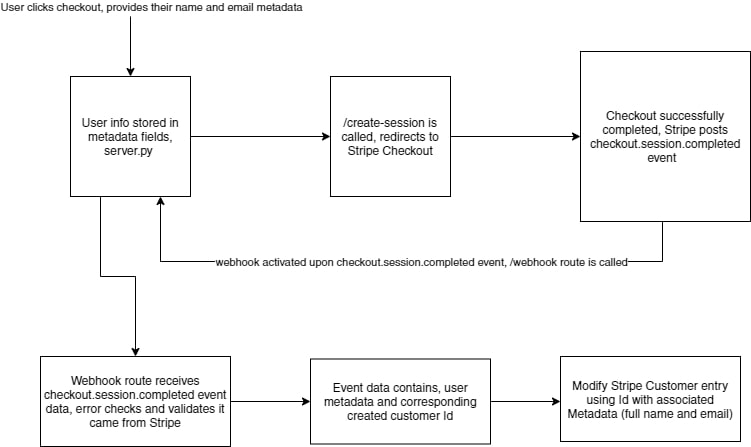 User clicks checkout, provides their name and email metadata
User info stored in
metadata fields,
server.py
/create-session is
called, redirects to
Stripe Checkout
Checkout successfully
completed, Stripe posts
checkout.session.completed
event
webhook activated upon checkout.session.completed event, /webhook route is called
Webhook route receives
checkout.session.completed event
data, error checks and validates it
came from Stripe
Event data contains, user
metadata and corresponding
created customer Id
Modify Stripe Customer entry
using Id with associated
Metadata (full name and email)